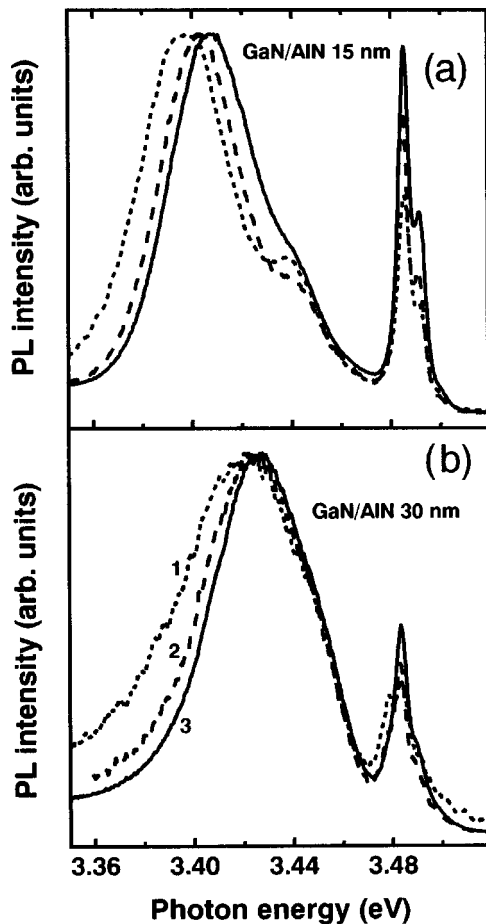 GaN/AlN 15 nm
(a)
PL intensity (arb. units)
(b)
GaN/AlN 30 nm
1
2
3
PL intensity (arb. units)
3.36 3.40 3.44 3.48
Photon energy (eV)